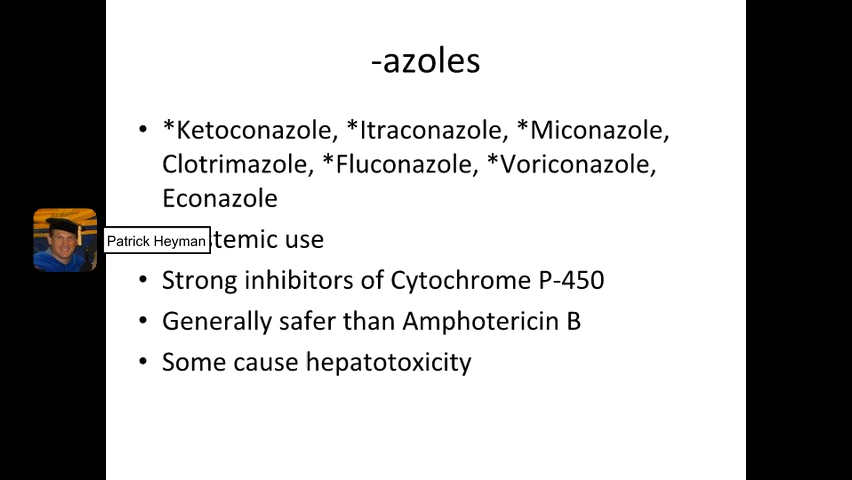 -azoles
• *Ketoconazole, *Itraconazole, *Miconazole,
Clotrimazole, *Fluconazole, *Voriconazole,
Econazole
Patrick Heyman
temic use
• Strong inhibitors of Cytochrome P-450
• Generally safer than Amphotericin B
• Some cause hepatotoxicity